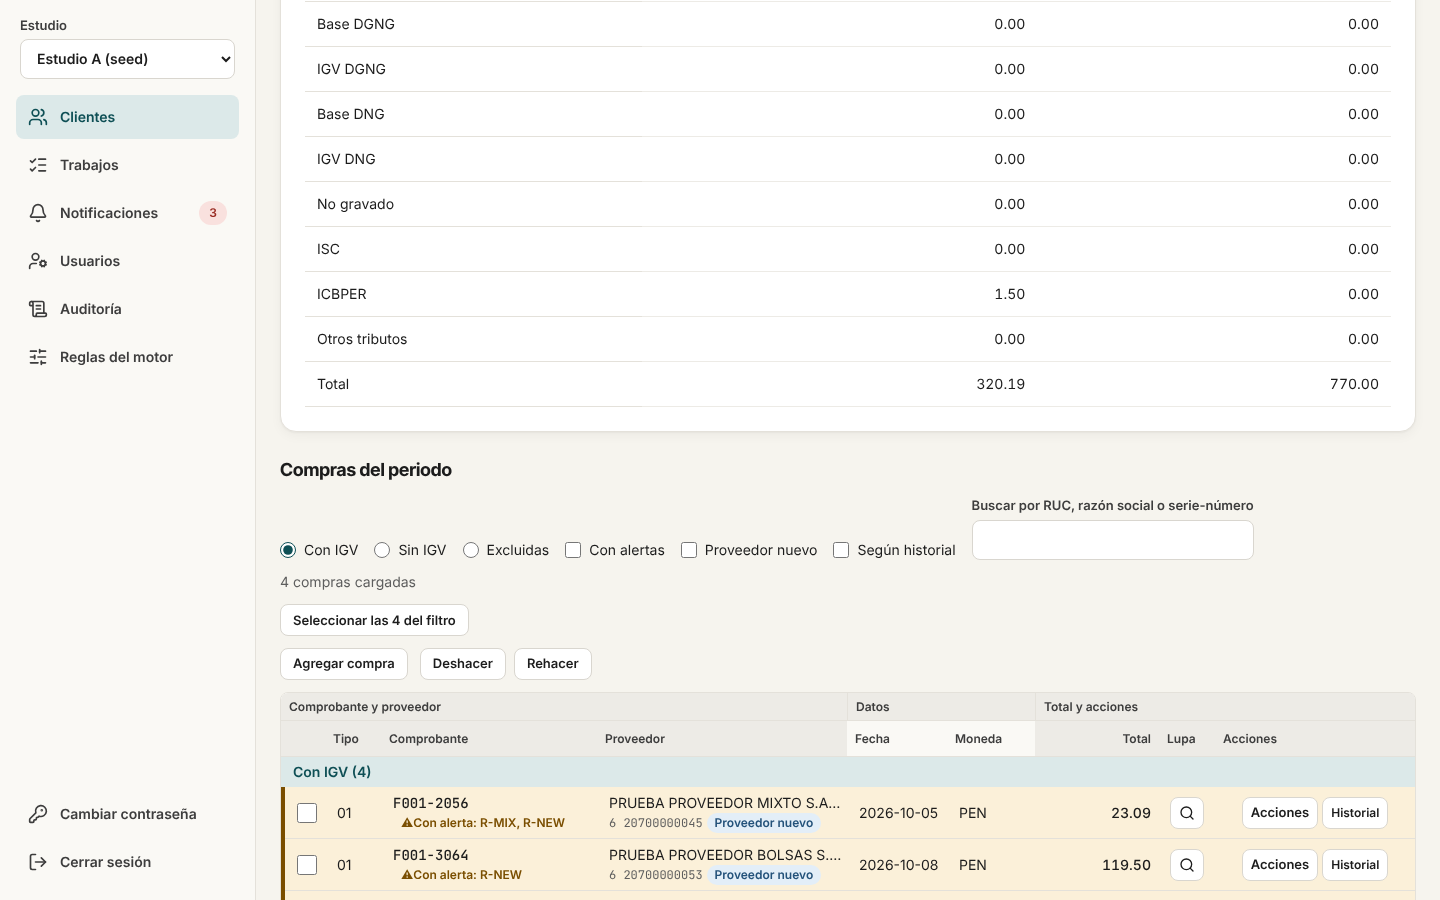 Estudio
Estudio A (seed)
Clientes
Trabajos
Notificaciones 3
Usuarios
Auditoría
Reglas del motor
Cambiar contraseña
Cerrar sesión
Base DGNG 0.00 0.00
IGV DGNG 0.00 0.00
Base DNG 0.00 0.00
IGV DNG 0.00 0.00
No gravado 0.00 0.00
ISC 0.00 0.00
ICBPER 1.50 0.00
Otros tributos 0.00 0.00
Total 320.19 770.00
Compras del periodo
Buscar por RUC, razón social o serie-número
Con IGV Sin IGV Excluidas Con alertas Proveedor nuevo Según historial
4 compras cargadas
Seleccionar las 4 del filtro
Agregar compra Deshacer Rehacer
Comprobante y proveedor Datos Total y acciones
Tipo Comprobante Proveedor Fecha Moneda Total Lupa Acciones
Con IGV (4)
01 F001-2056 PRUEBA PROVEEDOR MIXTO S.A... 2026-10-05 PEN 23.09 Acciones Historial
Con alerta: R-MIX, R-NEW 6 20700000045 Proveedor nuevo
01 F001-3064 PRUEBA PROVEEDOR BOLSAS S.... 2026-10-08 PEN 119.50 Acciones Historial
Con alerta: R-NEW 6 20700000053 Proveedor nuevo